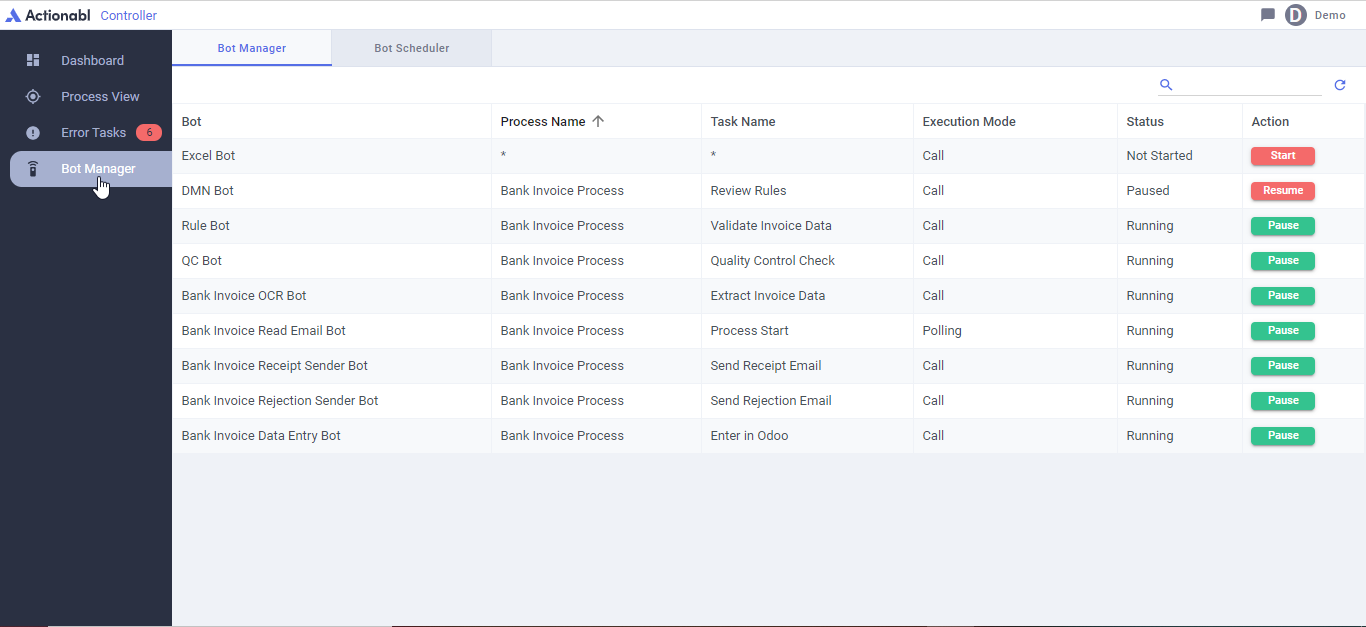 Actionabl Controller
D Demo
Dashboard
Process View
Error Tasks 6
Bot Manager
Bot Manager Bot Scheduler
Bot Process Name Task Name Execution Mode Status Action
Excel Bot * * Call Not Started Start
DMN Bot Bank Invoice Process Review Rules Call Paused Resume
Rule Bot Bank Invoice Process Validate Invoice Data Call Running Pause
QC Bot Bank Invoice Process Quality Control Check Call Running Pause
Bank Invoice OCR Bot Bank Invoice Process Extract Invoice Data Call Running Pause
Bank Invoice Read Email Bot Bank Invoice Process Process Start Polling Running Pause
Bank Invoice Receipt Sender Bot Bank Invoice Process Send Receipt Email Call Running Pause
Bank Invoice Rejection Sender Bot Bank Invoice Process Send Rejection Email Call Running Pause
Bank Invoice Data Entry Bot Bank Invoice Process Enter in Odoo Call Running Pause